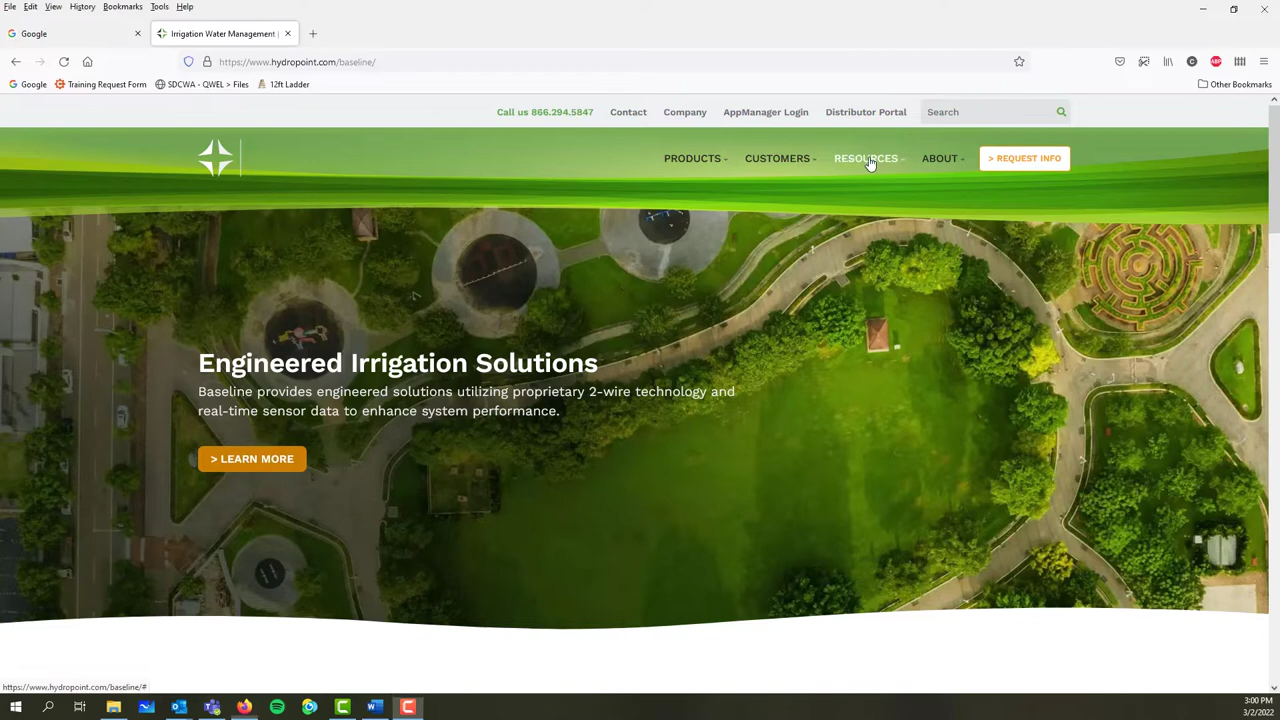 File Edit View History Bookmarks Tools Help
Google
Irrigation Water Management |
https://www.hydropoint.com/baseline/
Google Training Request Form SDCWA - QWEL > Files 12ft Ladder Other Bookmarks
Call us 866.294.5847 Contact Company AppManager Login Distributor Portal Search
PRODUCTS CUSTOMERS RESOURCES ABOUT > REQUEST INFO
Engineered Irrigation Solutions
Baseline provides engineered solutions utilizing proprietary 2-wire technology and
real-time sensor data to enhance system performance.
> LEARN MORE
https://www.hydropoint.com/baseline/#
3:00 PM
3/2/2022